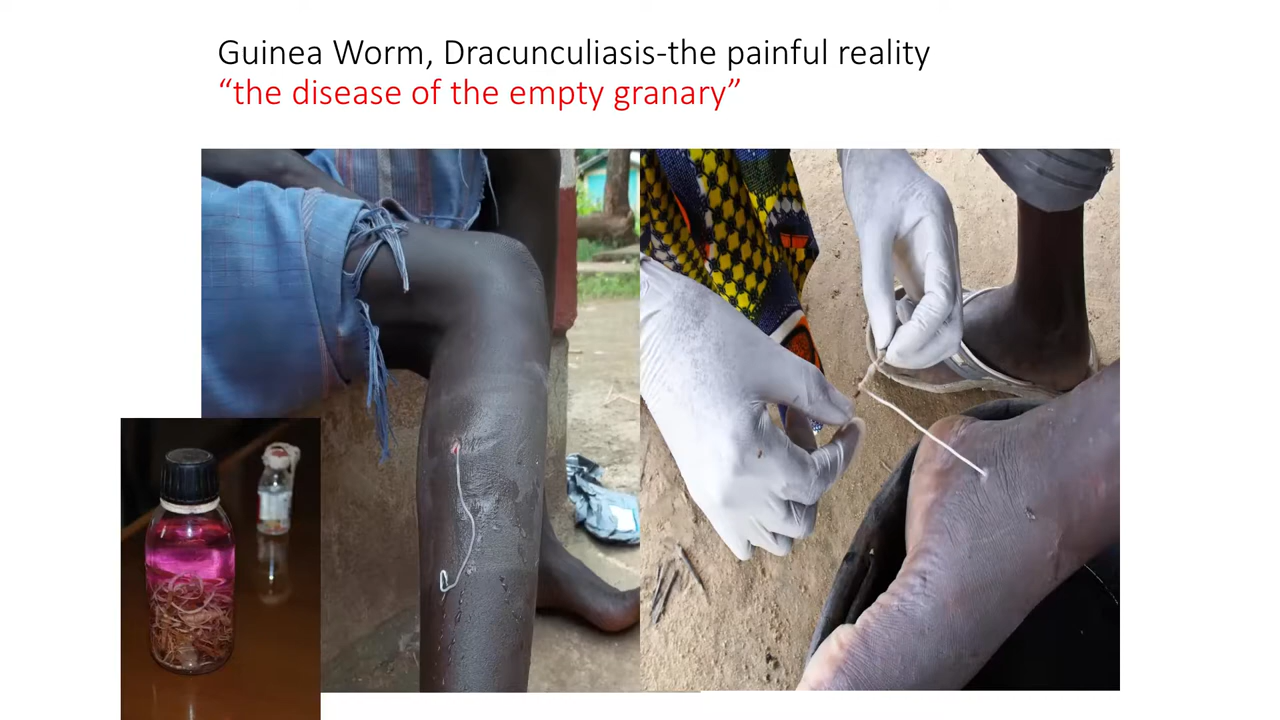 Guinea Worm, Dracunculiasis-the painful reality
“the disease of the empty granary”